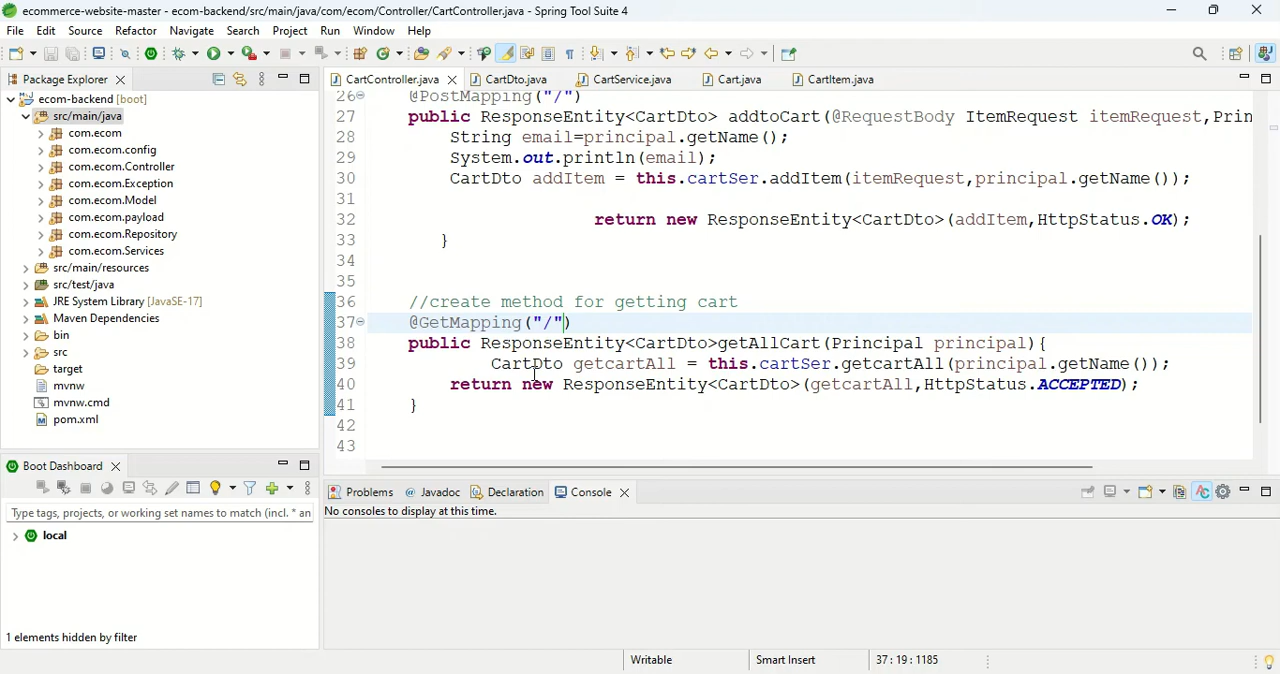 ecommerce-website-master - ecom-backend/src/main/java/com/ecom/Controller/CartController.java - Spring Tool Suite 4
File Edit Source Refactor Navigate Search Project Run Window Help
Package Explorer
ecom-backend [boot]
src/main/java
com.ecom
com.ecom.config
com.ecom.Controller
com.ecom.Exception
com.ecom.Model
com.ecom.payload
com.ecom.Repository
com.ecom.Services
src/main/resources
src/test/java
JRE System Library [JavaSE-17]
Maven Dependencies
bin
src
target
mvnw
mvnw.cmd
pom.xml
CartController.java CartDto.java CartService.java Cart.java CartItem.java
26 @PostMapping("/")
27 public ResponseEntity<CartDto> addtoCart(@RequestBody ItemRequest itemRequest,Prin
28 String email=principal.getName();
29 System.out.println(email);
30 CartDto addItem = this.cartSer.addItem(itemRequest,principal.getName());
31
32 return new ResponseEntity<CartDto>(addItem,HttpStatus.OK);
33 }
34
35
36 //create method for getting cart
37 @GetMapping("/")
38 public ResponseEntity<CartDto>getAllCart(Principal principal){
39 CartDto getcartAll = this.cartSer.getcartAll(principal.getName());
40 return new ResponseEntity<CartDto>(getcartAll,HttpStatus.ACCEPTED);
41 }
42
43
Boot Dashboard
Type tags, projects, or working set names to match (incl. * an
local
1 elements hidden by filter
Problems Javadoc Declaration Console
No consoles to display at this time.
Writable Smart Insert 37 : 19 : 1185